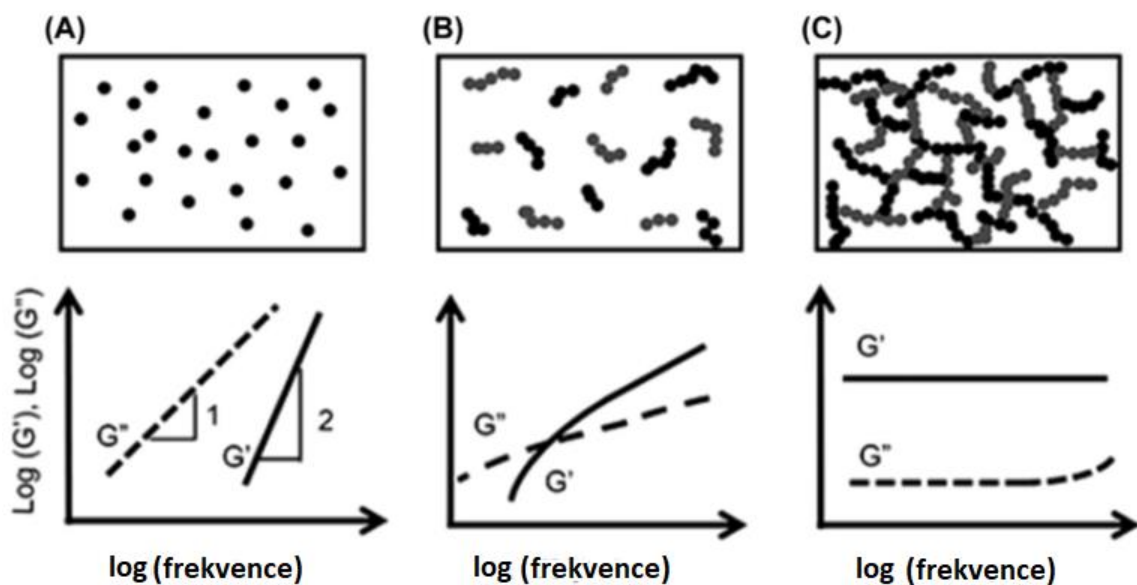 (A)
(B)
(C)
Log (G'), Log (G")
G"
1
G'
2
log (frekvence)
G"
G'
log (frekvence)
G'
G"
log (frekvence)